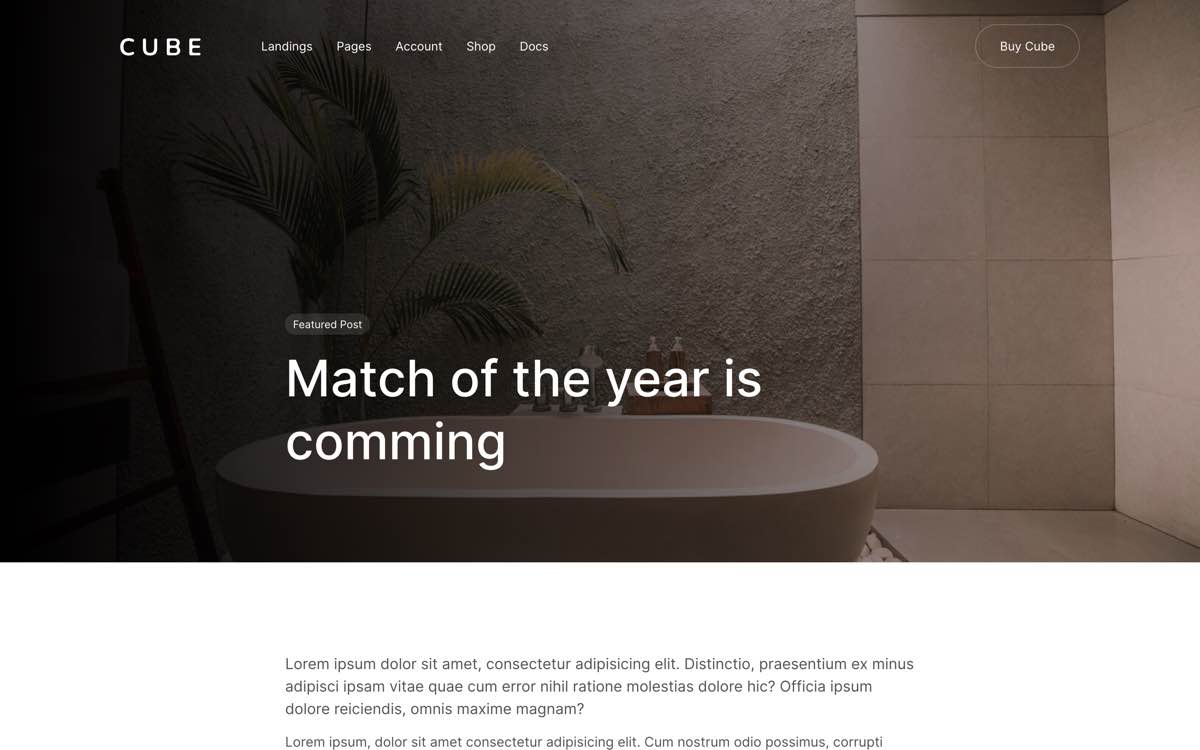 CUBE
Landings
Pages
Account
Shop
Docs
Buy Cube
Featured Post
Match of the year is
comming
Lorem ipsum dolor sit amet, consectetur adipisicing elit. Distinctio, praesentium ex minus
adipisci ipsam vitae quae cum error nihil ratione molestias dolore hic? Officia ipsum
dolore reiciendis, omnis maxime magnam?
Lorem ipsum, dolor sit amet consectetur adipisicing elit. Cum nostrum odio possimus, corrupti